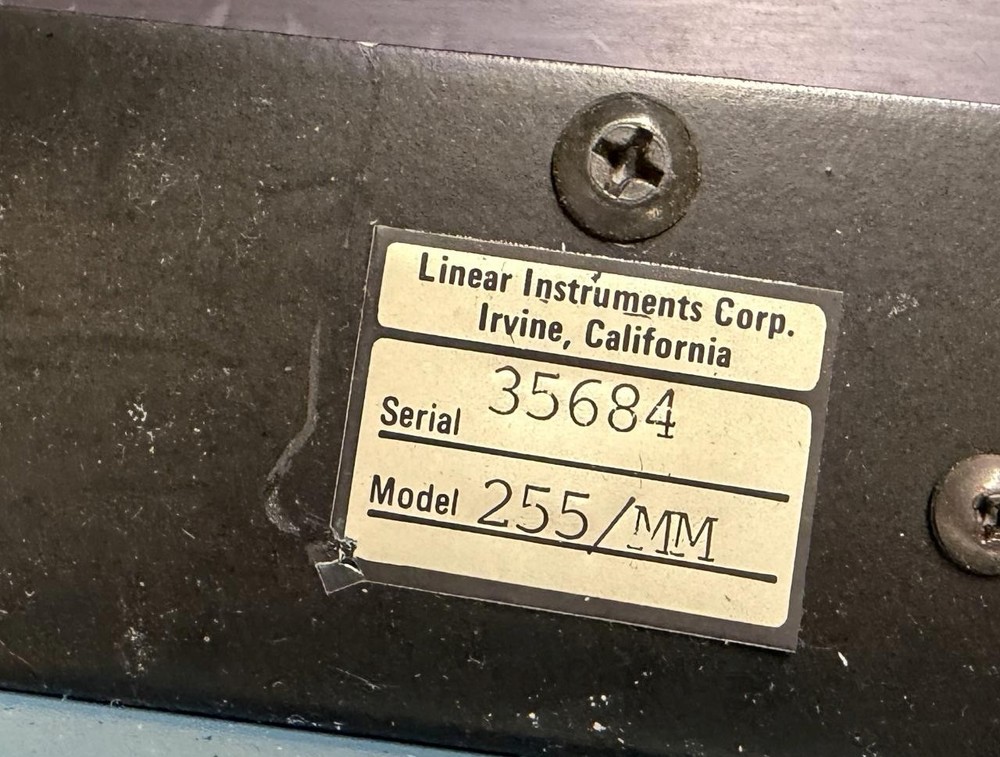 Linear Instruments Corp.
Irvine, California
Serial 35684
Model 255/MM